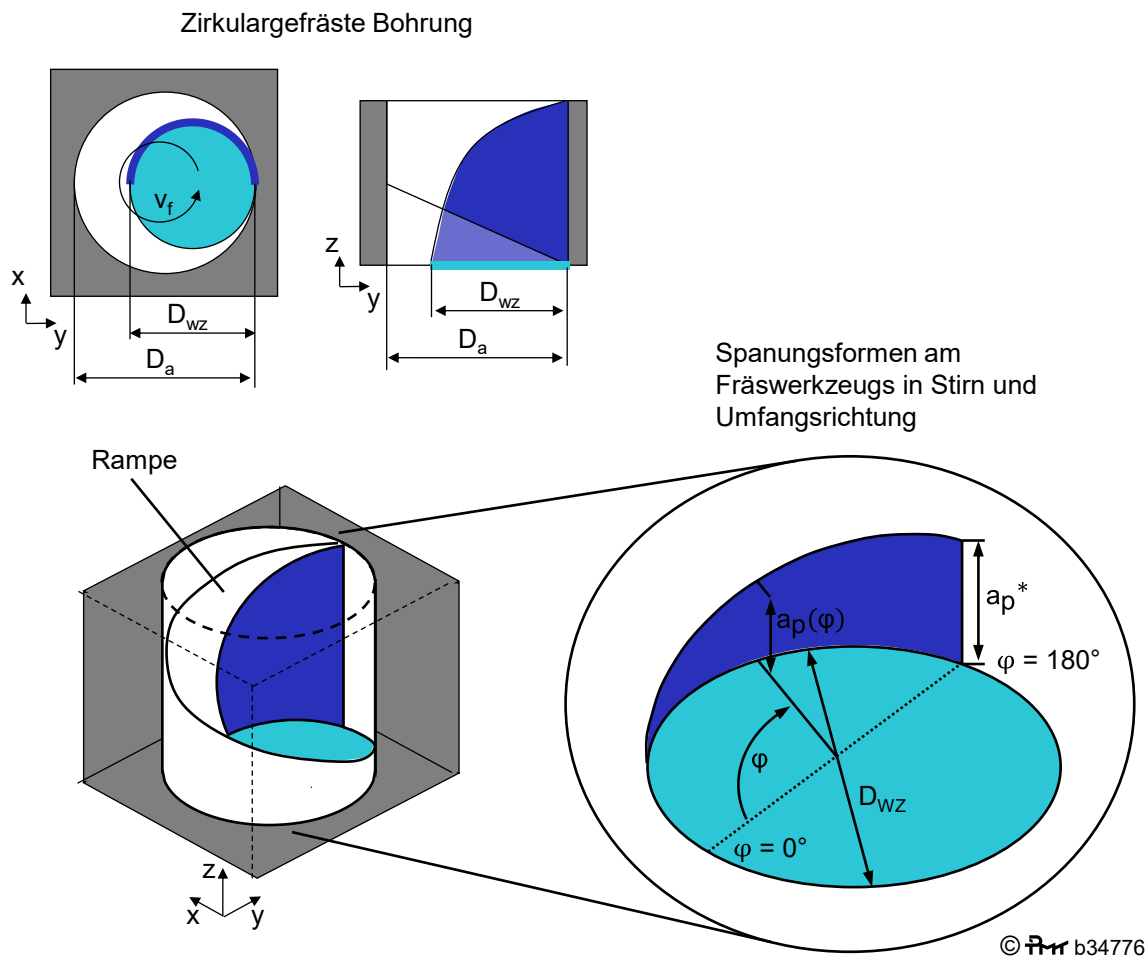 Zirkulargefräste Bohrung
v_f
x
y
D_wz
D_a
z
y
D_wz
D_a
Spanungsformen am
Fräswerkzeugs in Stirn und
Umfangsrichtung
Rampe
a_p*
a_p(φ)
φ = 180°
φ
D_wz
φ = 0°
z
x
y
© b34776